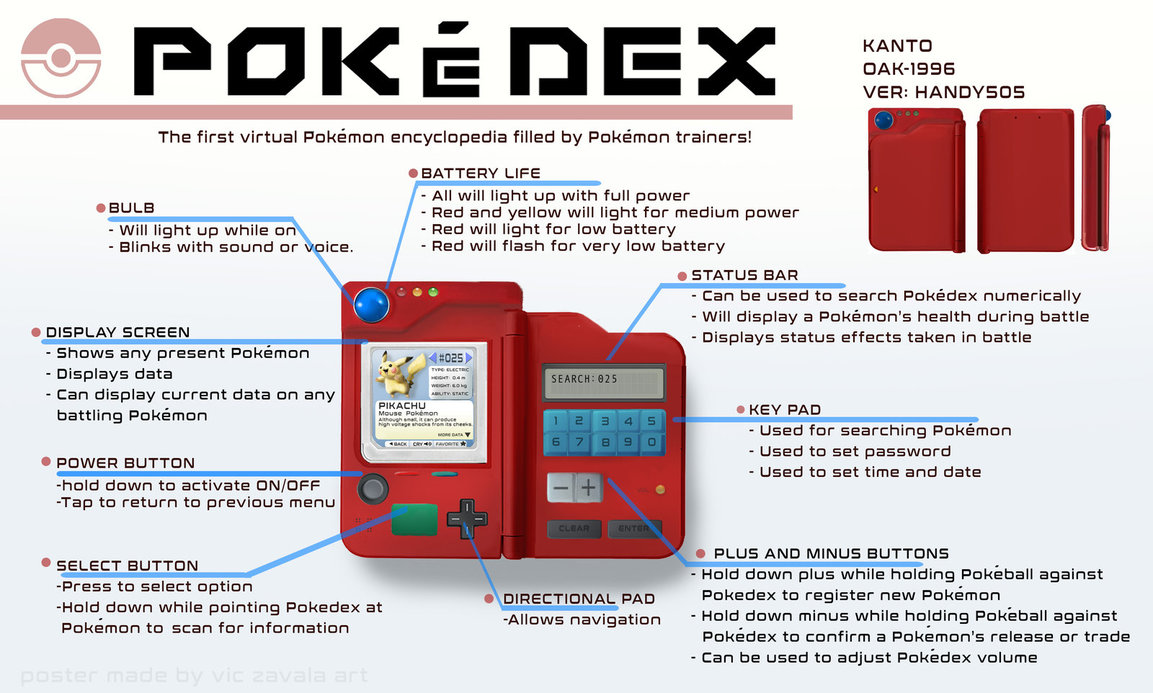 POKÉDEX
The first virtual Pokémon encyclopedia filled by Pokémon trainers!
KANTO
OAK-1996
VER: HANDY505
BULB
- Will light up while on
- Blinks with sound or voice.
BATTERY LIFE
- All will light up with full power
- Red and yellow will light for medium power
- Red will light for low battery
- Red will flash for very low battery
STATUS BAR
- Can be used to search Pokédex numerically
- Will display a Pokémon's health during battle
- Displays status effects taken in battle
DISPLAY SCREEN
- Shows any present Pokémon
- Displays data
- Can display current data on any
battling Pokémon
#025
TYPE: ELECTRIC
HEIGHT: 0.4 m
WEIGHT: 6.0 kg
ABILITY: STATIC
PIKACHU
Mouse Pokémon
Although small, it can produce
high voltage shocks from its cheeks.
MORE DATA ▼
◀ BACK CRY FAVORITE ★
SEARCH:025
1 2 3 4 5
6 7 8 9 0
− +
VOL
CLEAR ENTER
KEY PAD
- Used for searching Pokémon
- Used to set password
- Used to set time and date
POWER BUTTON
-hold down to activate ON/OFF
-Tap to return to previous menu
SELECT BUTTON
-Press to select option
-Hold down while pointing Pokedex at
Pokémon to scan for information
DIRECTIONAL PAD
-Allows navigation
PLUS AND MINUS BUTTONS
- Hold down plus while holding Pokéball against
Pokedex to register new Pokémon
- Hold down minus while holding Pokéball against
Pokédex to confirm a Pokémon's release or trade
- Can be used to adjust Pokédex volume
poster made by vic zavala art